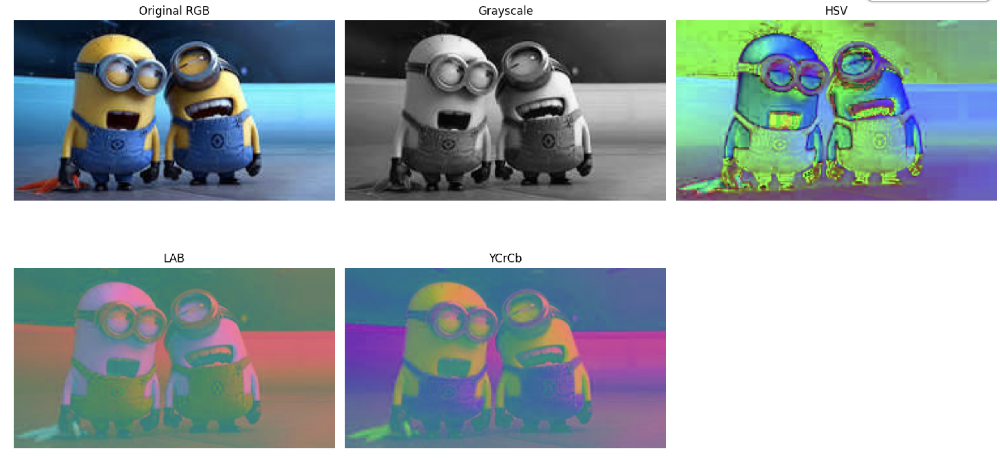 Original RGB
Grayscale
HSV
LAB
YCrCb